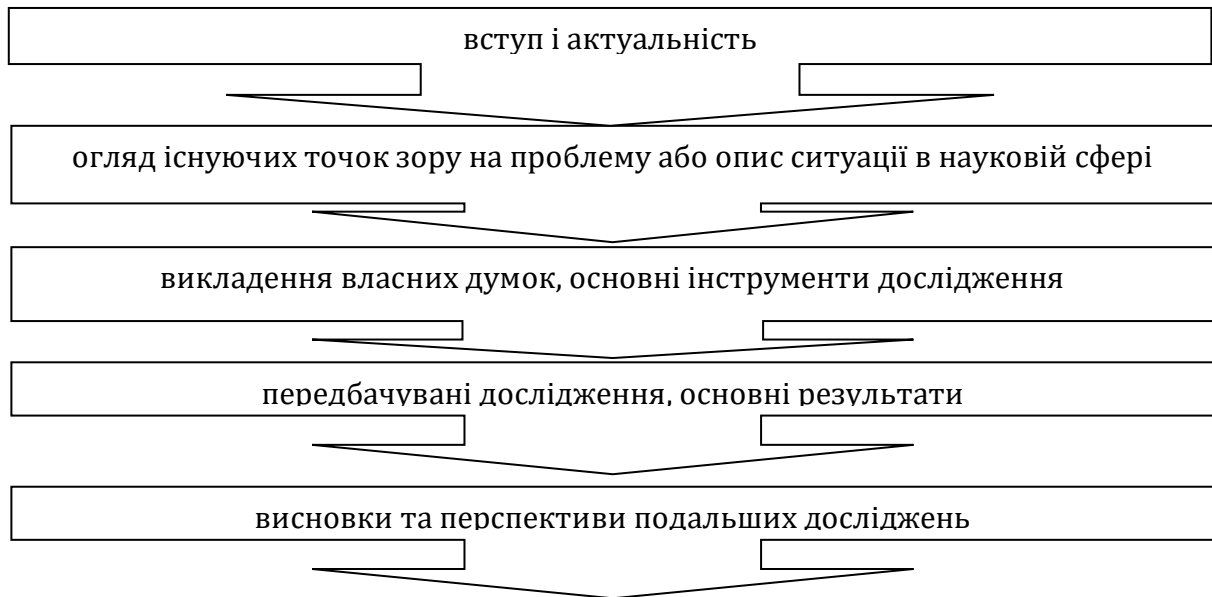 вступ і актуальність
огляд існуючих точок зору на проблему або опис ситуації в науковій сфері
викладення власних думок, основні інструменти дослідження
передбачувані дослідження, основні результати
висновки та перспективи подальших досліджень